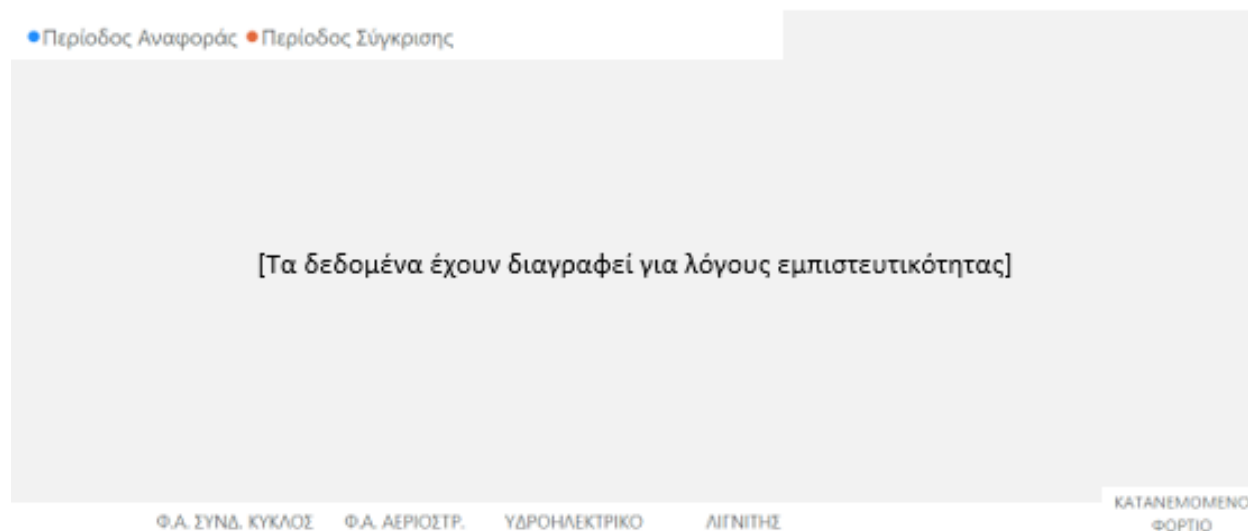 ●Περίοδος Αναφοράς ●Περίοδος Σύγκρισης
[Τα δεδομένα έχουν διαγραφεί για λόγους εμπιστευτικότητας]
Φ.Α. ΣΥΝΔ. ΚΥΚΛΟΣ Φ.Α. ΑΕΡΙΟΣΤΡ. ΥΔΡΟΗΛΕΚΤΡΙΚΟ ΛΙΓΝΙΤΗΣ ΚΑΤΑΝΕΜΟΜΕΝΟ
ΦΟΡΤΙΟ